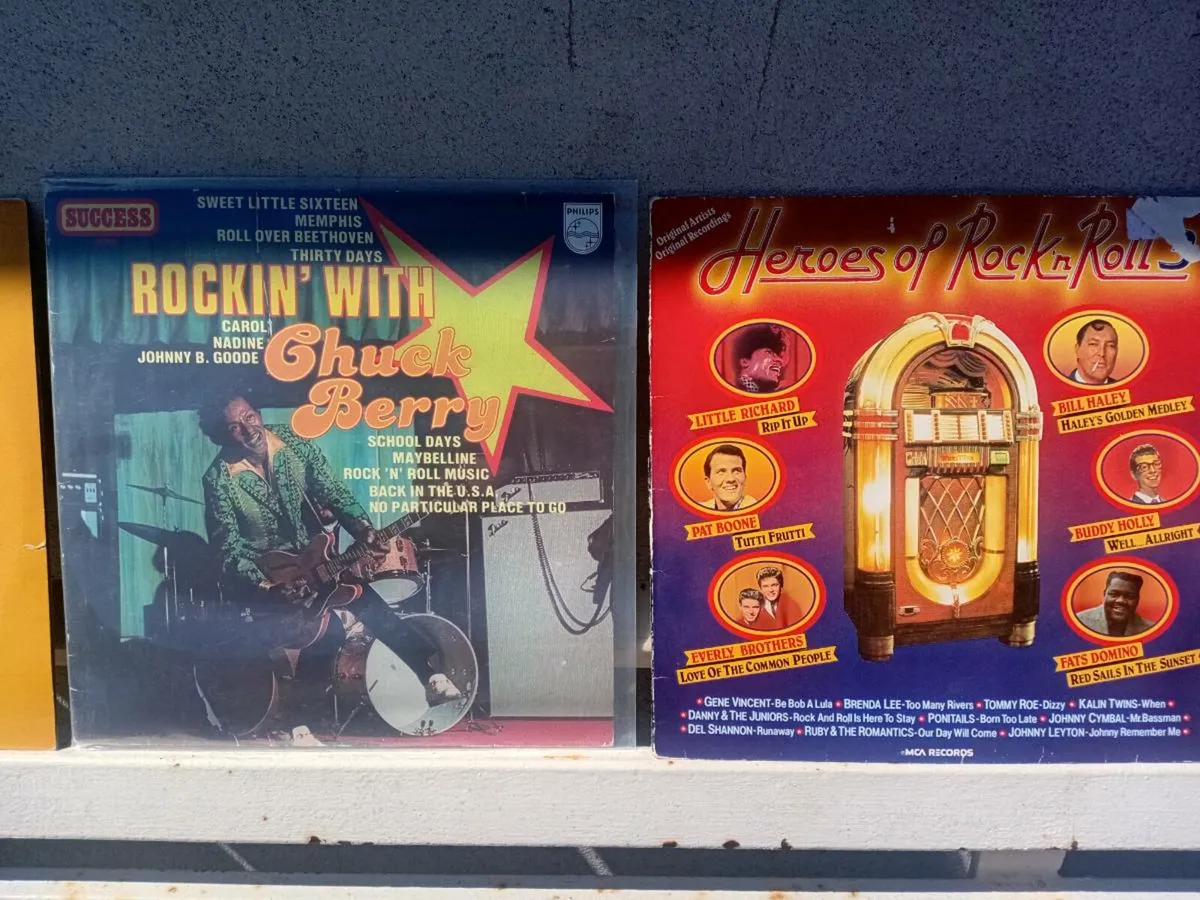 SUCCESS
PHILIPS
SWEET LITTLE SIXTEEN
MEMPHIS
ROLL OVER BEETHOVEN
THIRTY DAYS
ROCKIN' WITH
CAROL
NADINE
JOHNNY B. GOODE
Chuck
Berry
SCHOOL DAYS
MAYBELLINE
ROCK 'N' ROLL MUSIC
BACK IN THE U.S.A.
NO PARTICULAR PLACE TO GO
Original Artists
Original Recordings
Heroes of Rock'n Roll
LITTLE RICHARD
RIP IT UP
BILL HALEY
HALEY'S GOLDEN MEDLEY
PAT BOONE
TUTTI FRUTTI
BUDDY HOLLY
WELL...ALLRIGHT
EVERLY BROTHERS
LOVE OF THE COMMON PEOPLE
FATS DOMINO
RED SAILS IN THE SUNSET
GENE VINCENT-Be Bob A Lula • BRENDA LEE-Too Many Rivers • TOMMY ROE-Dizzy • KALIN TWINS-When
DANNY & THE JUNIORS-Rock And Roll Is Here To Stay • PONITAILS-Born Too Late • JOHNNY CYMBAL-Mr.Bassman
DEL SHANNON-Runaway • RUBY & THE ROMANTICS-Our Day Will Come • JOHNNY LEYTON-Johnny Remember Me
MCA RECORDS